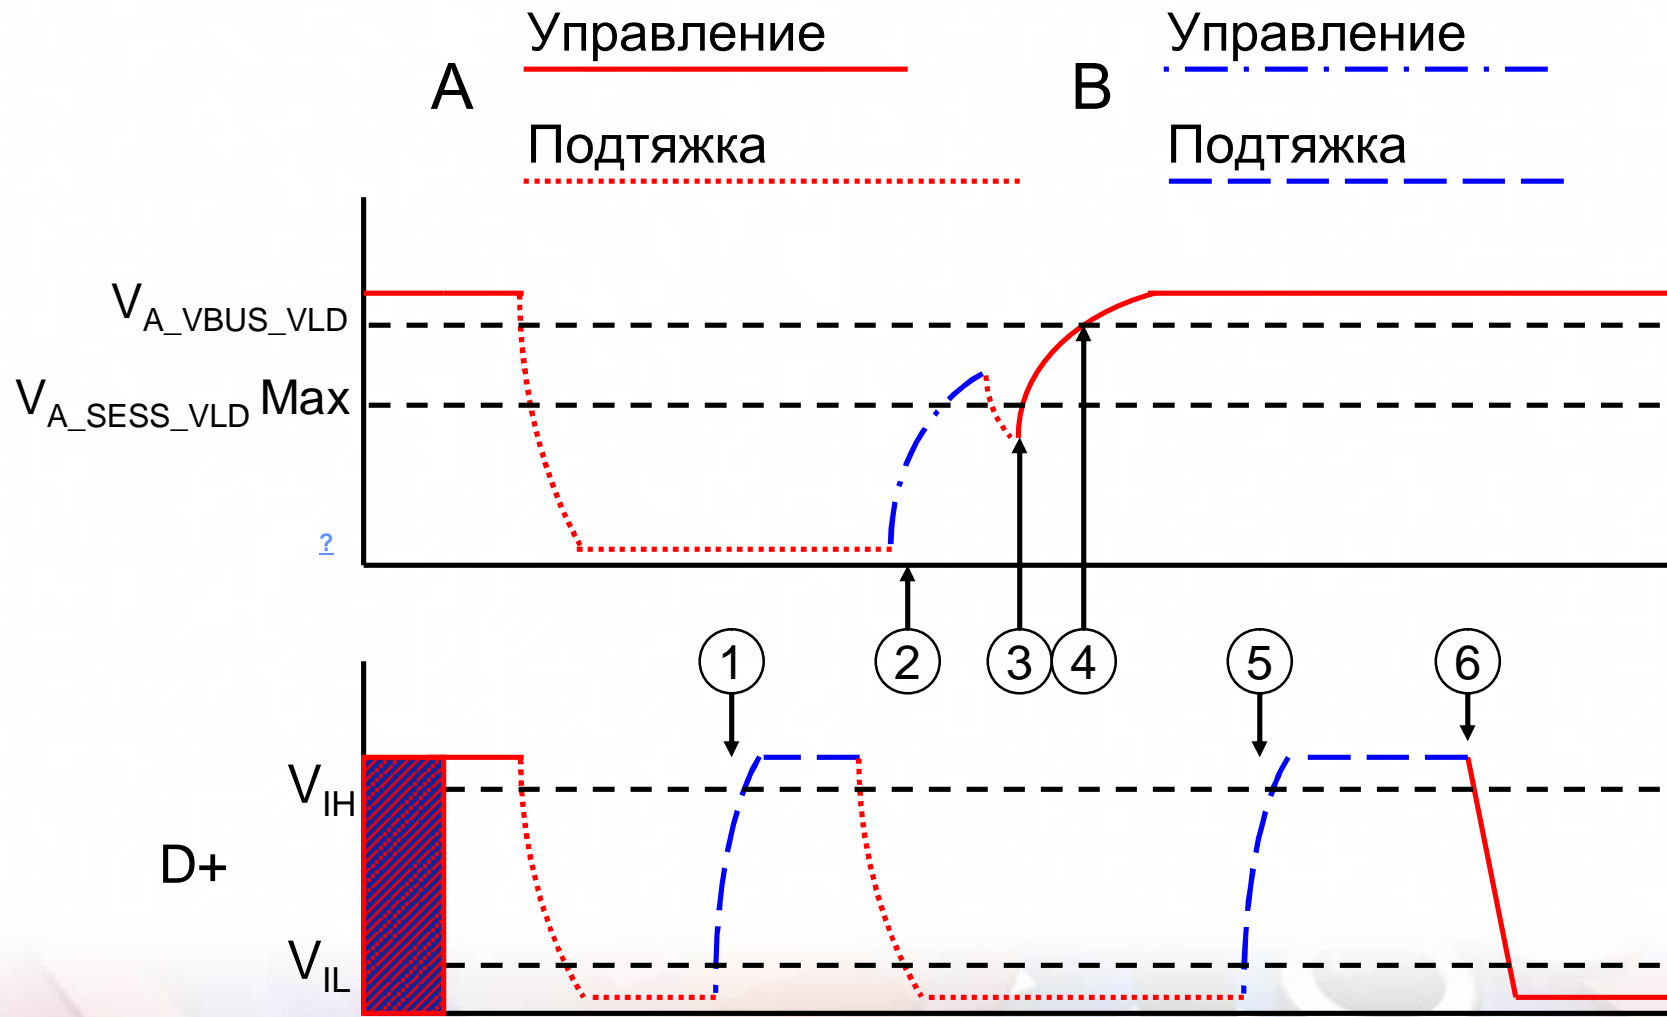 Управление
Управление
A
B
Подтяжка
Подтяжка
VA_VBUS_VLD
VA_SESS_VLD Max
?
1
2
3
4
5
6
VIH
D+
VIL